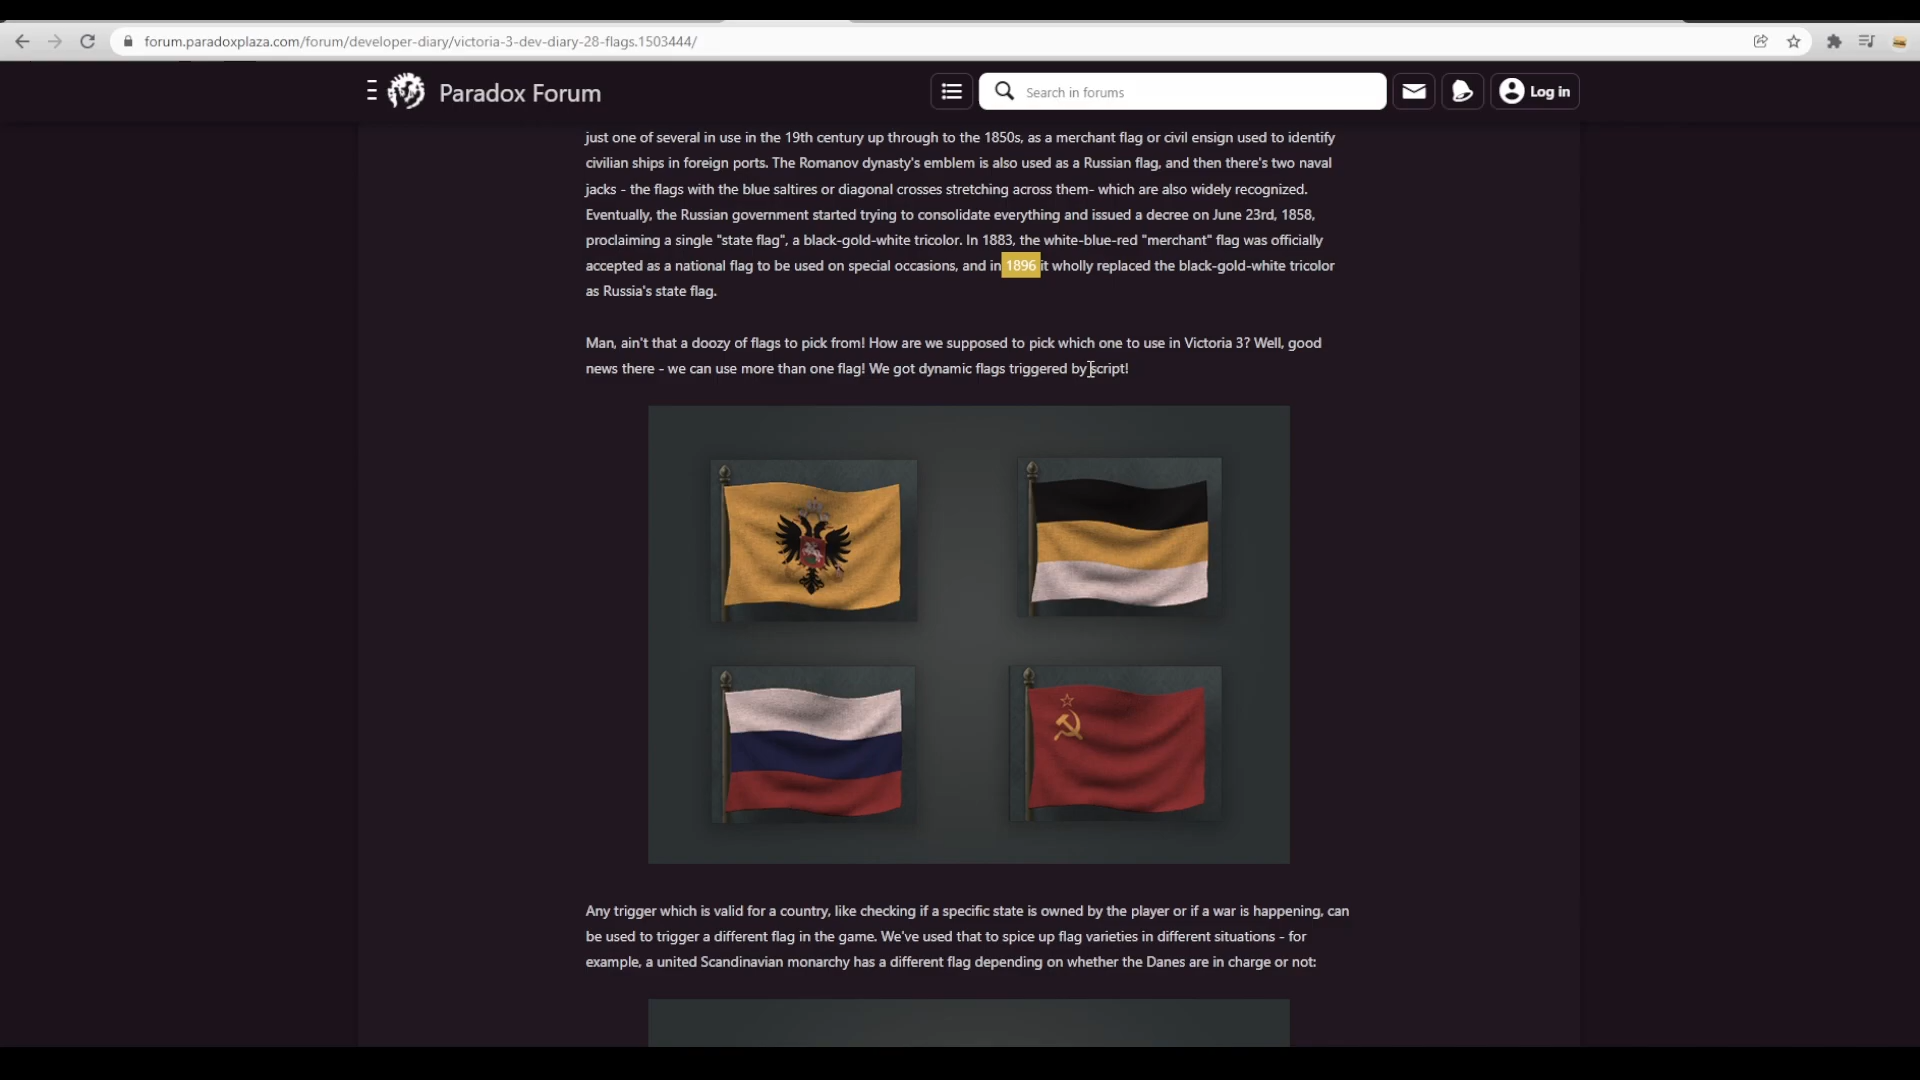 forum.paradoxplaza.com/forum/developer-diary/victoria-3-dev-diary-28-flags.1503444/
Paradox Forum
Search in forums
Log in
just one of several in use in the 19th century up through to the 1850s, as a merchant flag or civil ensign used to identify
civilian ships in foreign ports. The Romanov dynasty's emblem is also used as a Russian flag, and then there's two naval
jacks - the flags with the blue saltires or diagonal crosses stretching across them- which are also widely recognized.
Eventually, the Russian government started trying to consolidate everything and issued a decree on June 23rd, 1858,
proclaiming a single "state flag", a black-gold-white tricolor. In 1883, the white-blue-red "merchant" flag was officially
accepted as a national flag to be used on special occasions, and in 1896 it wholly replaced the black-gold-white tricolor
as Russia's state flag.
Man, ain't that a doozy of flags to pick from! How are we supposed to pick which one to use in Victoria 3? Well, good
news there - we can use more than one flag! We got dynamic flags triggered by script!
Any trigger which is valid for a country, like checking if a specific state is owned by the player or if a war is happening, can
be used to trigger a different flag in the game. We've used that to spice up flag varieties in different situations - for
example, a united Scandinavian monarchy has a different flag depending on whether the Danes are in charge or not: